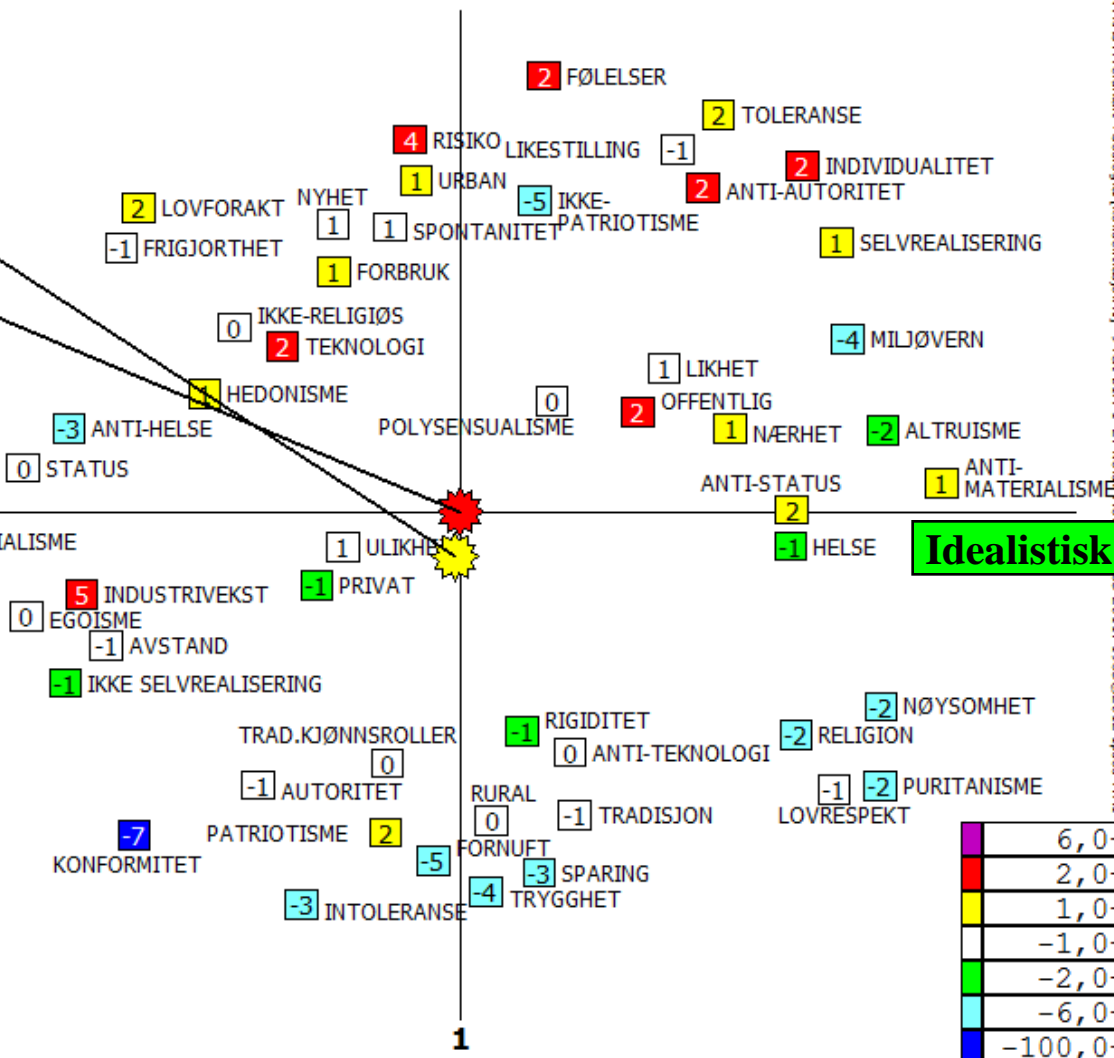 2 FØLELSER
2 TOLERANSE
4 RISIKO
LIKESTILLING -1
2 INDIVIDUALITET
1 URBAN
2 ANTI-AUTORITET
-5 IKKE-
PATRIOTISME
2 LOVFORAKT
NYHET
1
1 SPONTANITET
-1 FRIGJORTHET
1 SELVREALISERING
1 FORBRUK
0 IKKE-RELIGIØS
2 TEKNOLOGI
-4 MILJØVERN
1 LIKHET
1 HEDONISME
0
POLYSENSUALISME
2 OFFENTLIG
-3 ANTI-HELSE
1 NÆRHET
-2 ALTRUISME
0 STATUS
ANTI-STATUS
2
1 ANTI-
MATERIALISME
IALISME
1 ULIKHE
-1 HELSE
Idealistisk
-1 PRIVAT
5 INDUSTRIVEKST
0 EGOISME
-1 AVSTAND
-1 IKKE SELVREALISERING
-2 NØYSOMHET
-1 RIGIDITET
-2 RELIGION
TRAD.KJØNNSROLLER
0
0 ANTI-TEKNOLOGI
-1 AUTORITET
-2 PURITANISME
-1
LOVRESPEKT
RURAL
0
-1 TRADISJON
PATRIOTISME 2
-7
KONFORMITET
-5 FORNUFT
-3 SPARING
-4 TRYGGHET
-3 INTOLERANSE
6,0
2,0
1,0
-1,0
-2,0
-6,0
-100,0
1